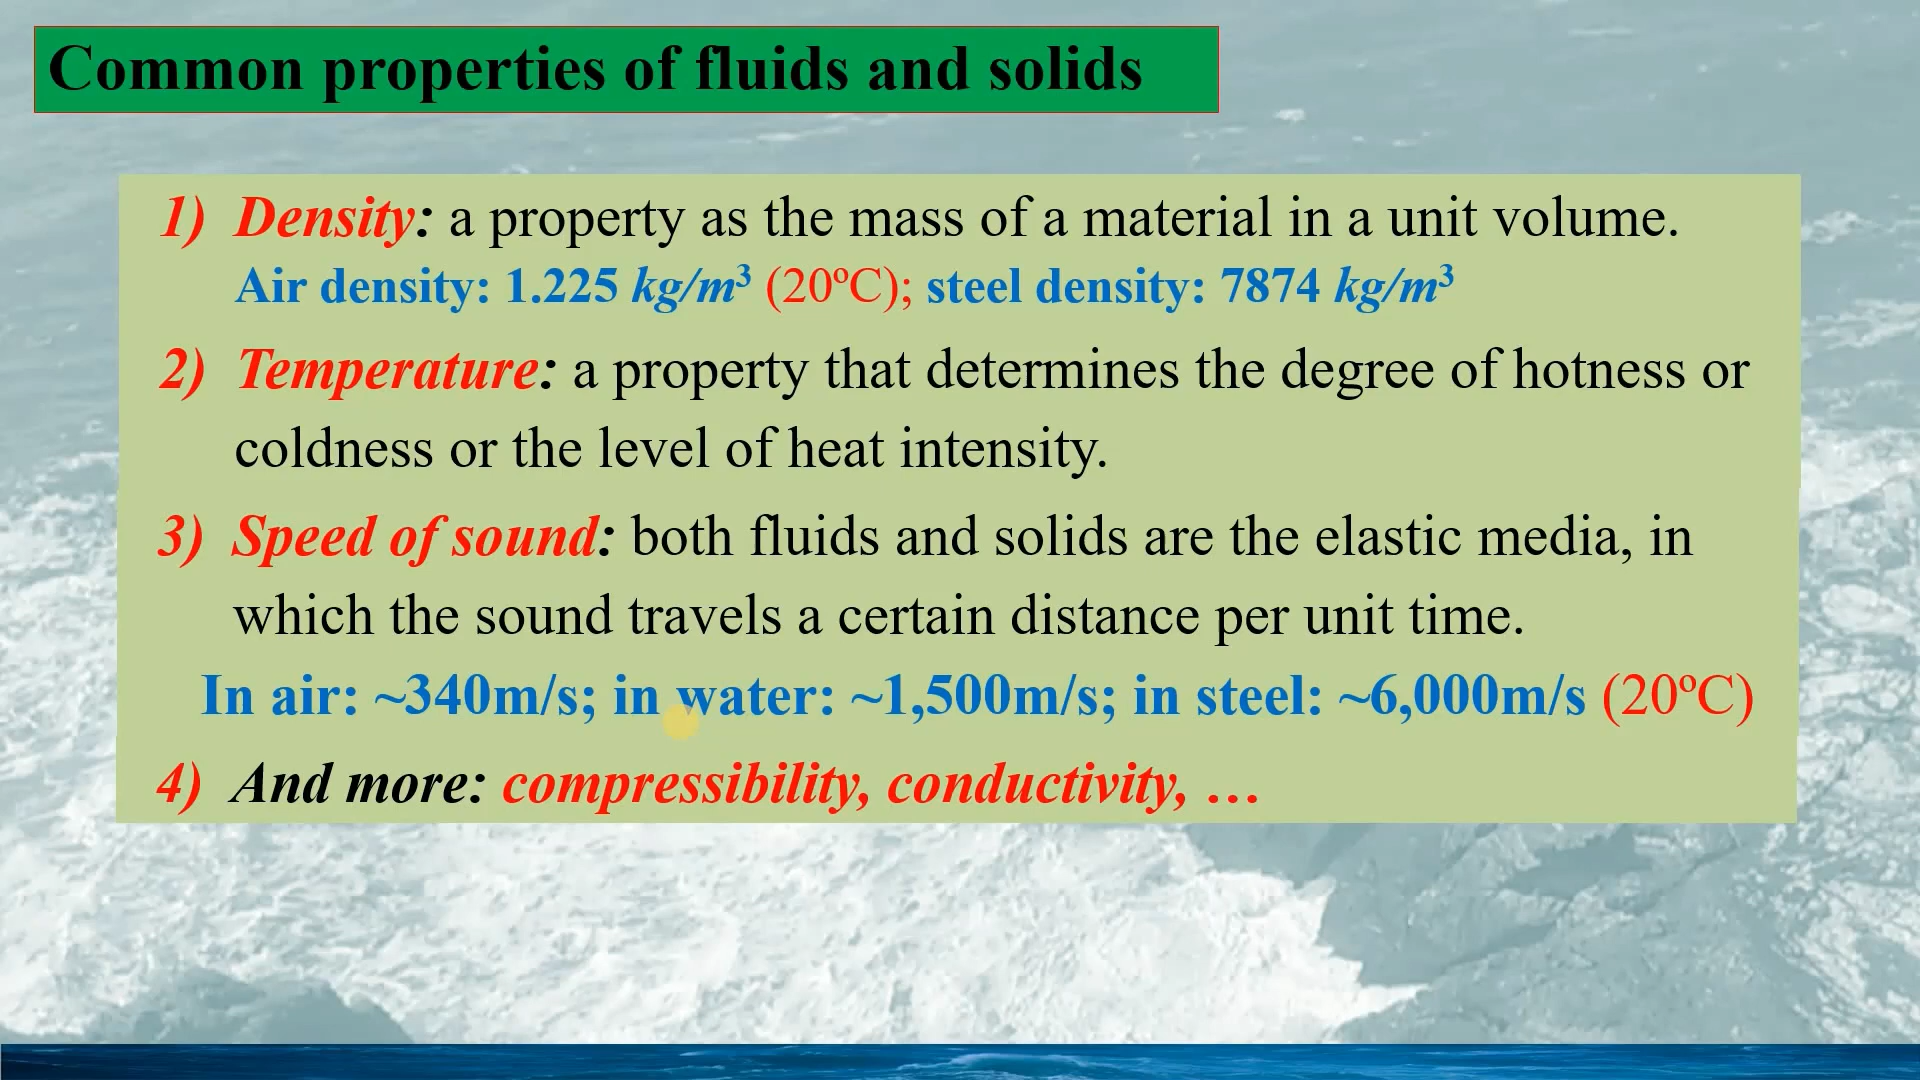 Common properties of fluids and solids
1) Density: a property as the mass of a material in a unit volume.
Air density: 1.225 kg/m³ (20ºC); steel density: 7874 kg/m³
2) Temperature: a property that determines the degree of hotness or
coldness or the level of heat intensity.
3) Speed of sound: both fluids and solids are the elastic media, in
which the sound travels a certain distance per unit time.
In air: ~340m/s; in water: ~1,500m/s; in steel: ~6,000m/s (20ºC)
4) And more: compressibility, conductivity, …